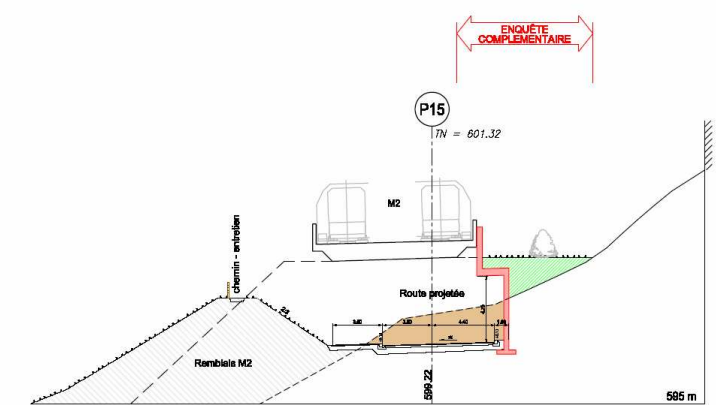 ENQUÊTE
COMPLEMENTAIRE
P15
TN = 601.32
M2
chemin - entretien
Route projetée
Remblais M2
599.22
595 m